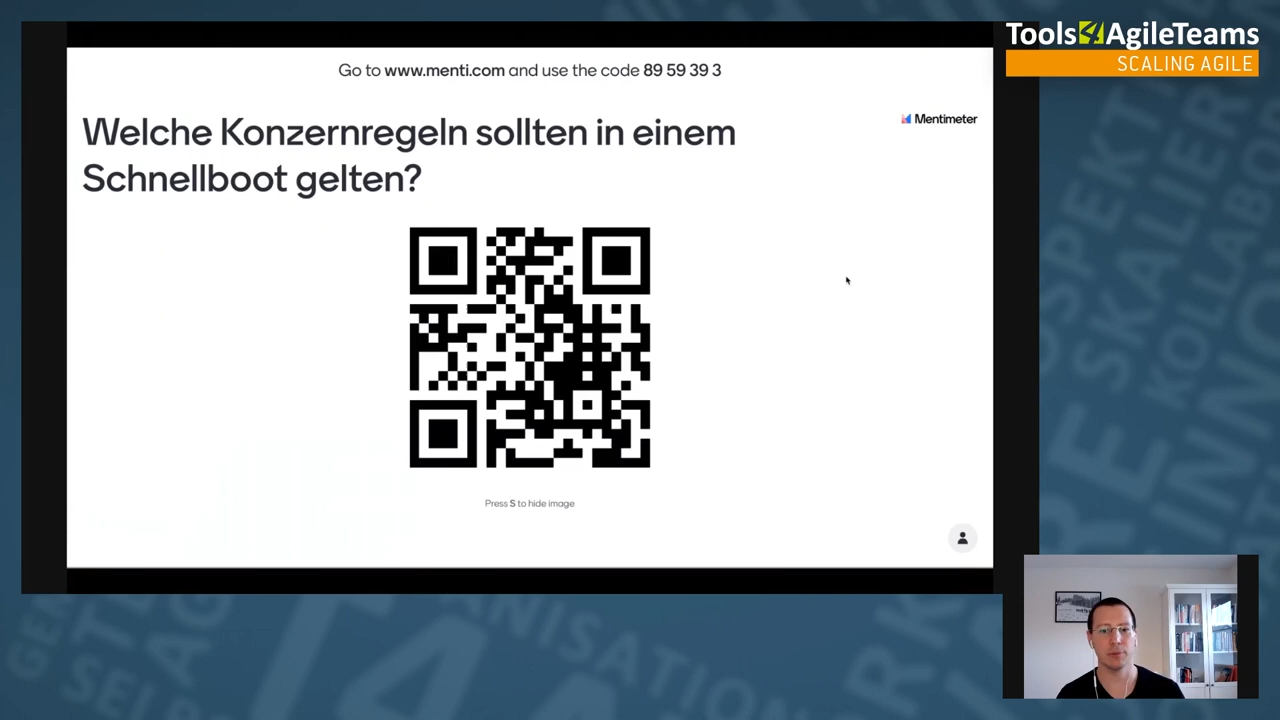 Tools4AgileTeams
SCALING AGILE
Go to www.menti.com and use the code 89 59 39 3
Mentimeter
Welche Konzernregeln sollten in einem
Schnellboot gelten?
Press S to hide image